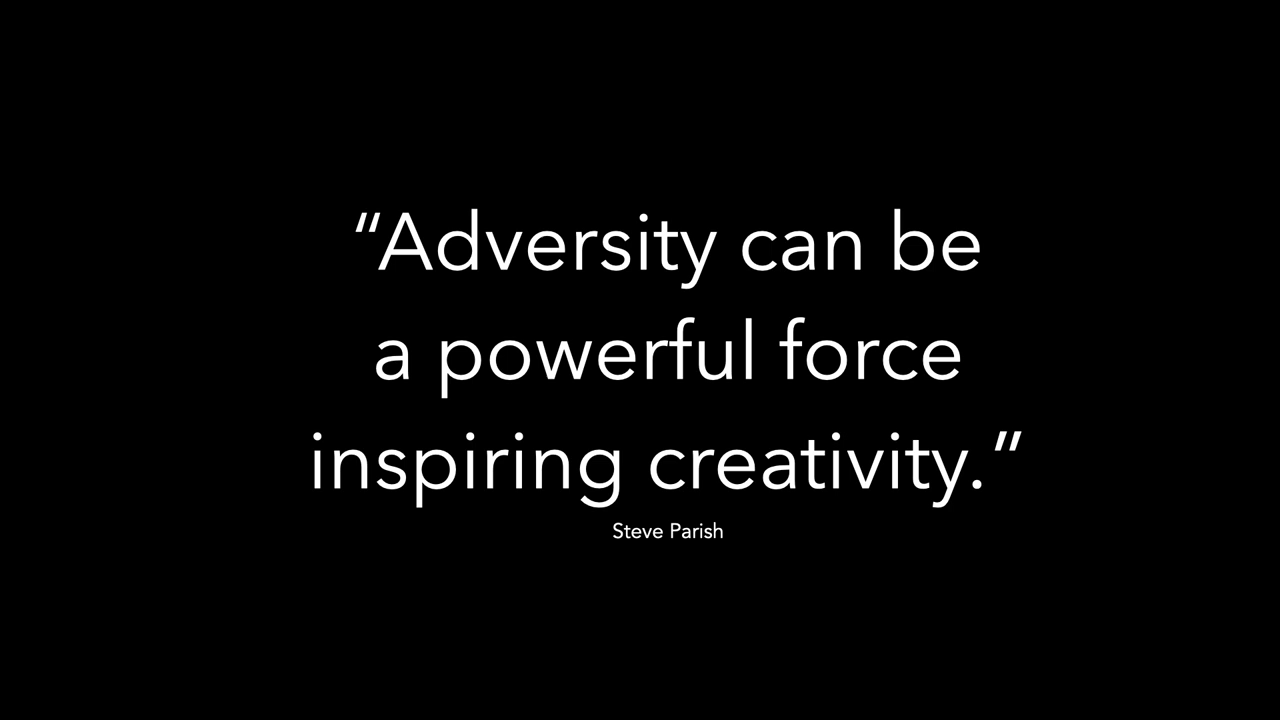 “Adversity can be
a powerful force
inspiring creativity.”
Steve Parish